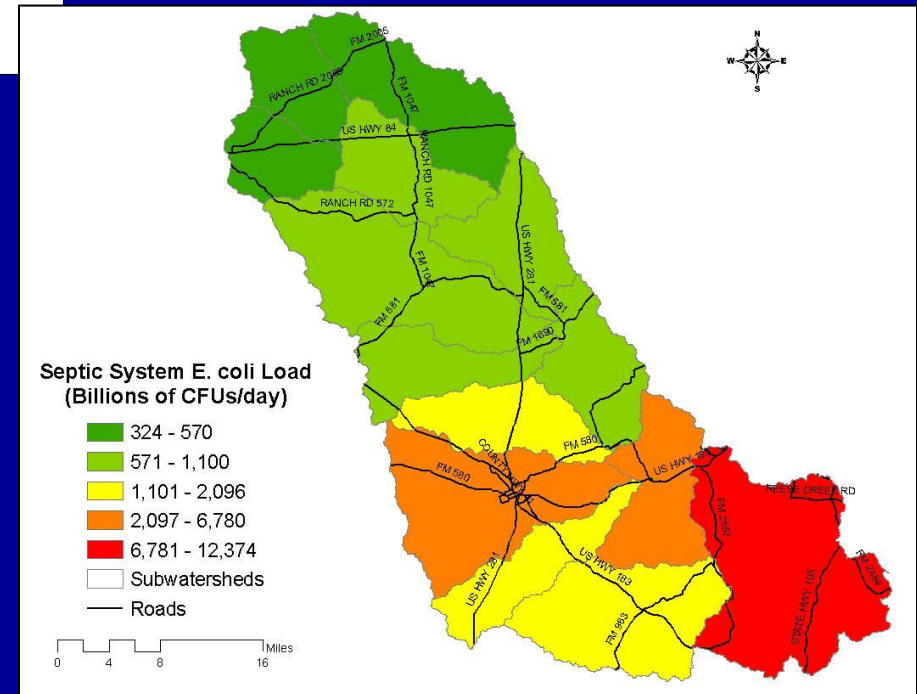 N
W E
S
FM 2005
RANCH RD 2005
FM 1047
US HWY 84
RANCH RD 1047
RANCH RD 572
US HWY 281
FM 1047
FM 581
FM 581
FM 1690
Septic System E. coli Load
(Billions of CFUs/day)
324 - 570
571 - 1,100
1,101 - 2,096
2,097 - 6,780
6,781 - 12,374
Subwatersheds
Roads
Miles
0 4 8 16
FM 580
COUNTY
FM 580
US HWY 190
REESE CREEK RD
FM 2657
FM 2484
US HWY 281
US HWY 183
STATE HWY 195
FM 963